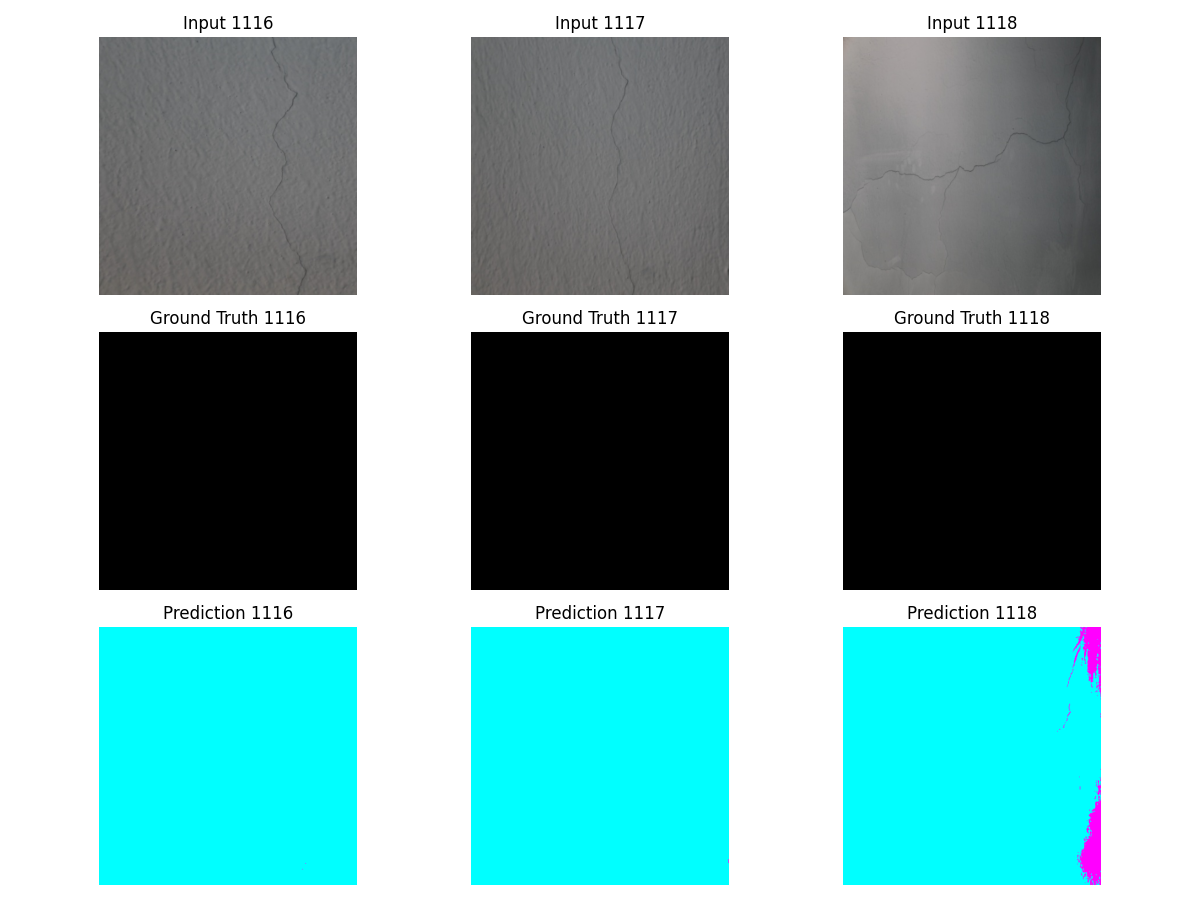 Input 1116
Input 1117
Input 1118
Ground Truth 1116
Ground Truth 1117
Ground Truth 1118
Prediction 1116
Prediction 1117
Prediction 1118